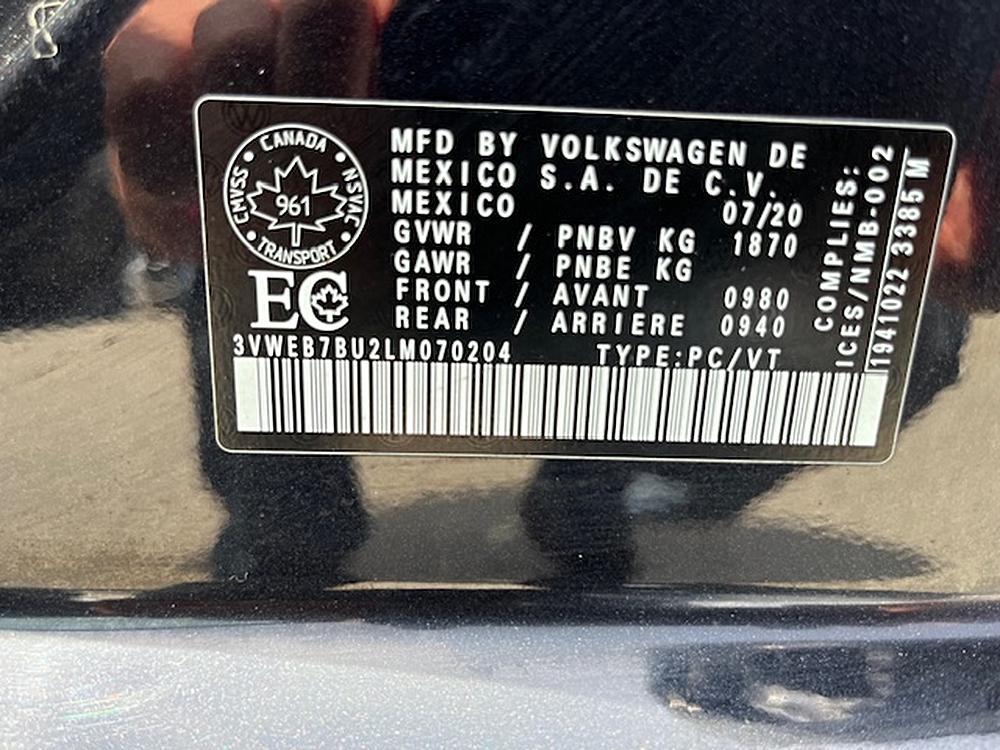 8
CANADA
CMVSS NSVAC
961
TRANSPORT
EC
MFD BY VOLKSWAGEN DE
MEXICO S.A. DE C.V.
MEXICO 07/20
GVWR / PNBV KG 1870
GAWR / PNBE KG
FRONT / AVANT 0980
REAR / ARRIERE 0940
3VWEB7BU2LM070204 TYPE:PC/VT
COMPLIES:
ICES/NMB-002
1941022 3385 M